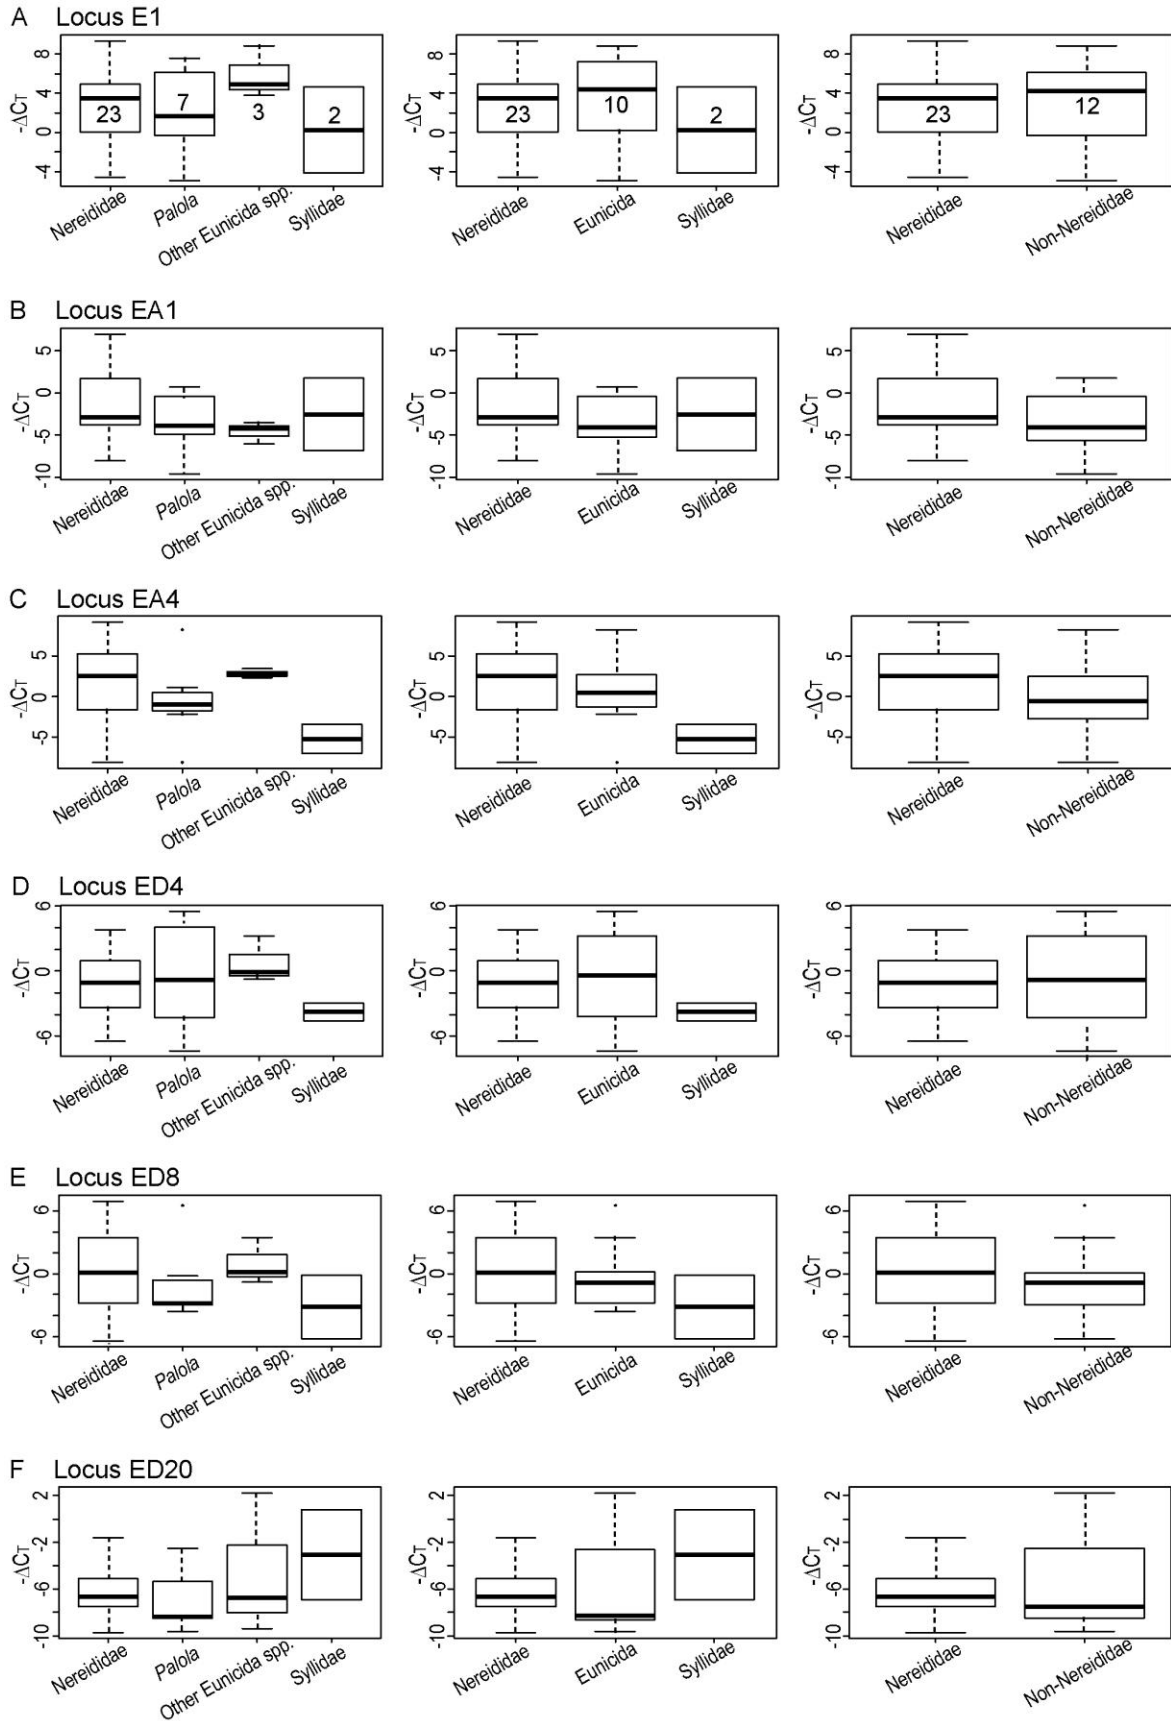 A Locus E1
-ΔCT 8 4 0 -4
23 7 3 2
Nereididae Palola Other Eunicida spp. Syllidae
-ΔCT 8 4 0 -4
23 10 2
Nereididae Eunicida Syllidae
-ΔCT 8 4 0 -4
23 12
Nereididae Non-Nereididae
B Locus EA1
-ΔCT 5 0 -5 -10
Nereididae Palola Other Eunicida spp. Syllidae
-ΔCT 5 0 -5 -10
Nereididae Eunicida Syllidae
-ΔCT 5 0 -5 -10
Nereididae Non-Nereididae
C Locus EA4
-ΔCT 5 0 -5
Nereididae Palola Other Eunicida spp. Syllidae
-ΔCT 5 0 -5
Nereididae Eunicida Syllidae
-ΔCT 5 0 -5
Nereididae Non-Nereididae
D Locus ED4
-ΔCT 6 0 -6
Nereididae Palola Other Eunicida spp. Syllidae
-ΔCT 6 0 -6
Nereididae Eunicida Syllidae
-ΔCT 6 0 -6
Nereididae Non-Nereididae
E Locus ED8
-ΔCT 6 0 -6
Nereididae Palola Other Eunicida spp. Syllidae
-ΔCT 6 0 -6
Nereididae Eunicida Syllidae
-ΔCT 6 0 -6
Nereididae Non-Nereididae
F Locus ED20
-ΔCT 2 -2 -6 -10
Nereididae Palola Other Eunicida spp. Syllidae
-ΔCT 2 -2 -6 -10
Nereididae Eunicida Syllidae
-ΔCT 2 -2 -6 -10
Nereididae Non-Nereididae